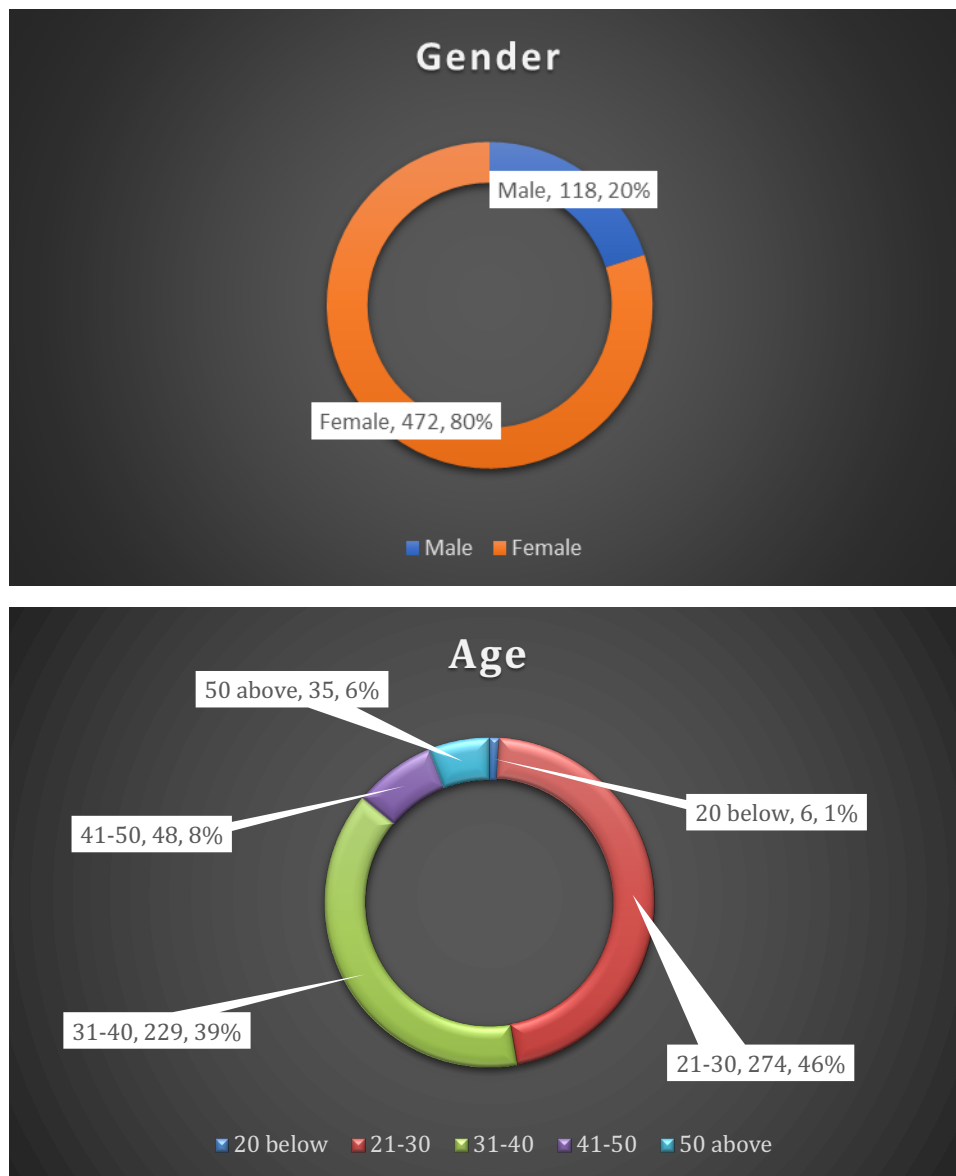 Gender
Male, 118, 20%
Female, 472, 80%
Male Female
Age
50 above, 35, 6%
20 below, 6, 1%
41-50, 48, 8%
31-40, 229, 39%
21-30, 274, 46%
20 below 21-30 31-40 41-50 50 above